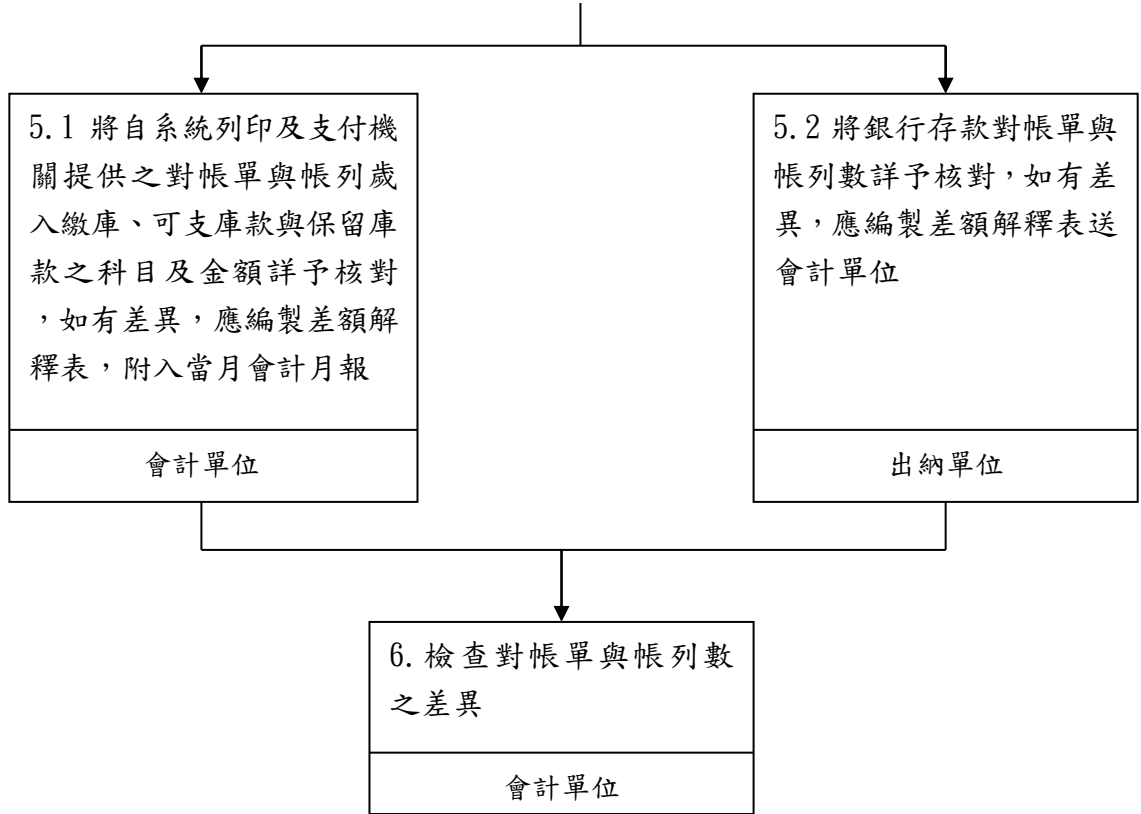 5.1 將自系統列印及支付機
關提供之對帳單與帳列歲
入繳庫、可支庫款與保留庫
款之科目及金額詳予核對
，如有差異，應編製差額解
釋表，附入當月會計月報
會計單位
5.2 將銀行存款對帳單與
帳列數詳予核對，如有差
異，應編製差額解釋表送
會計單位
出納單位
6. 檢查對帳單與帳列數
之差異
會計單位